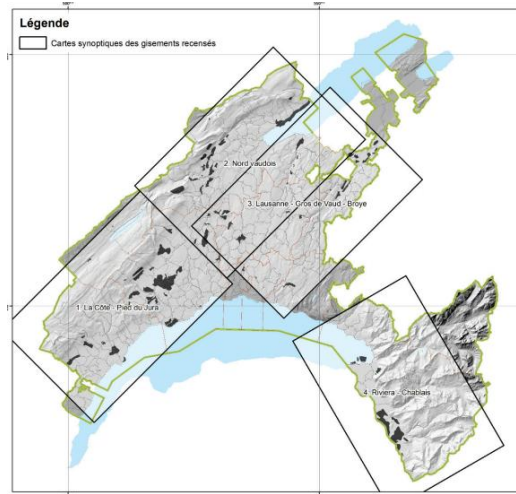 Légende
Cartes synoptiques des gisements recensés
2. Nord vaudois
3. Lausanne - Gros de Vaud - Broye
1. La Côte - Pied du Jura
4. Riviera - Chablais